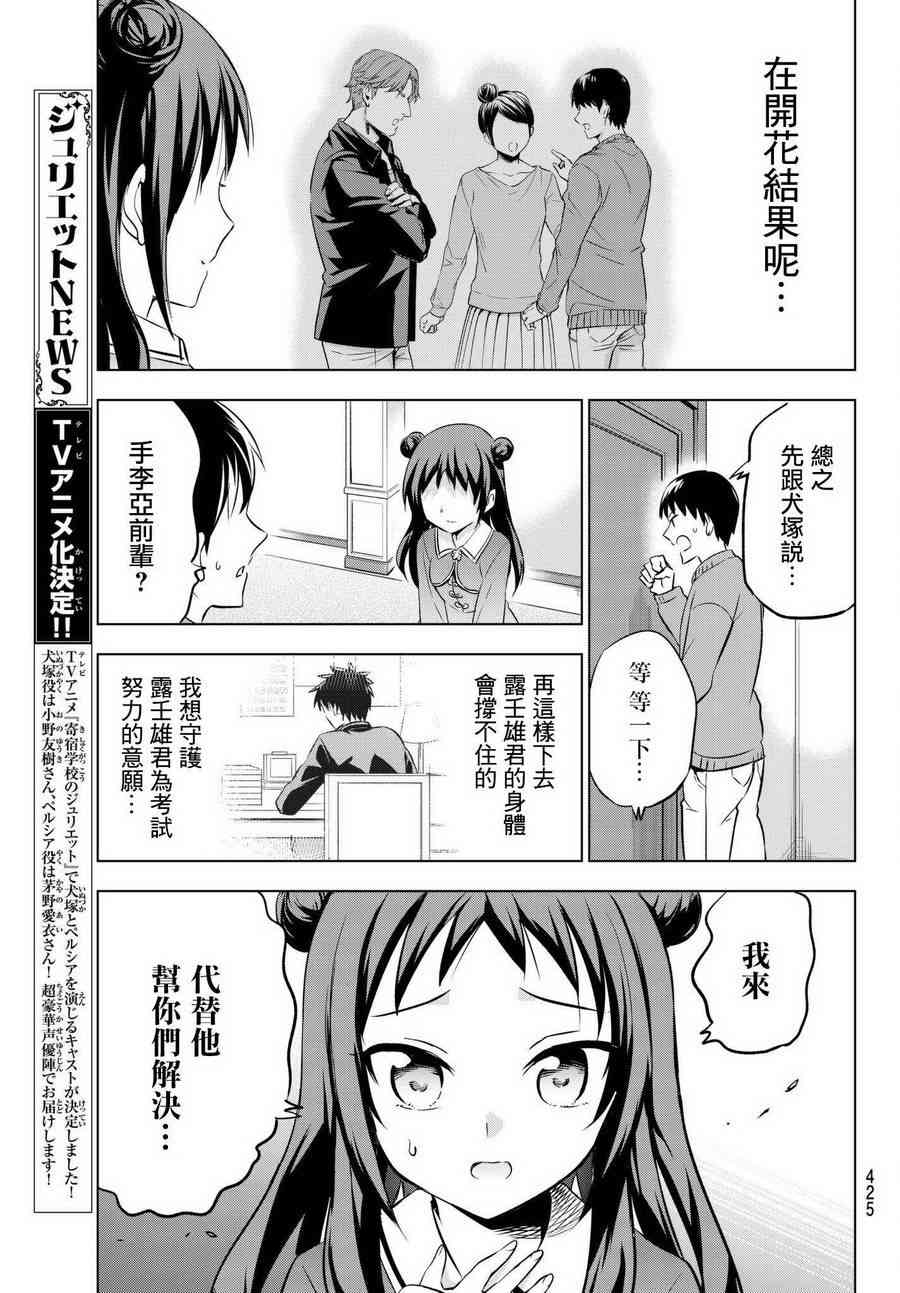 在開花結果呢…
總之
先跟犬塚說…
等等一下…
手李亞前輩？
再這樣下去
露壬雄君的身體
會撐不住的
我想守護
露壬雄君為考試
努力的意願…
我來
代替他
幫你們解決…
425
ジュリエットNEWS
TVアニメ化決定!!
TVアニメ『寄宿学校のジュリエット』で犬塚とペルシアを演じるキャストが決定しました！
犬塚役は小野友樹さん、ペルシア役は茅野愛衣さん！ 超豪華声優陣でお届けします！